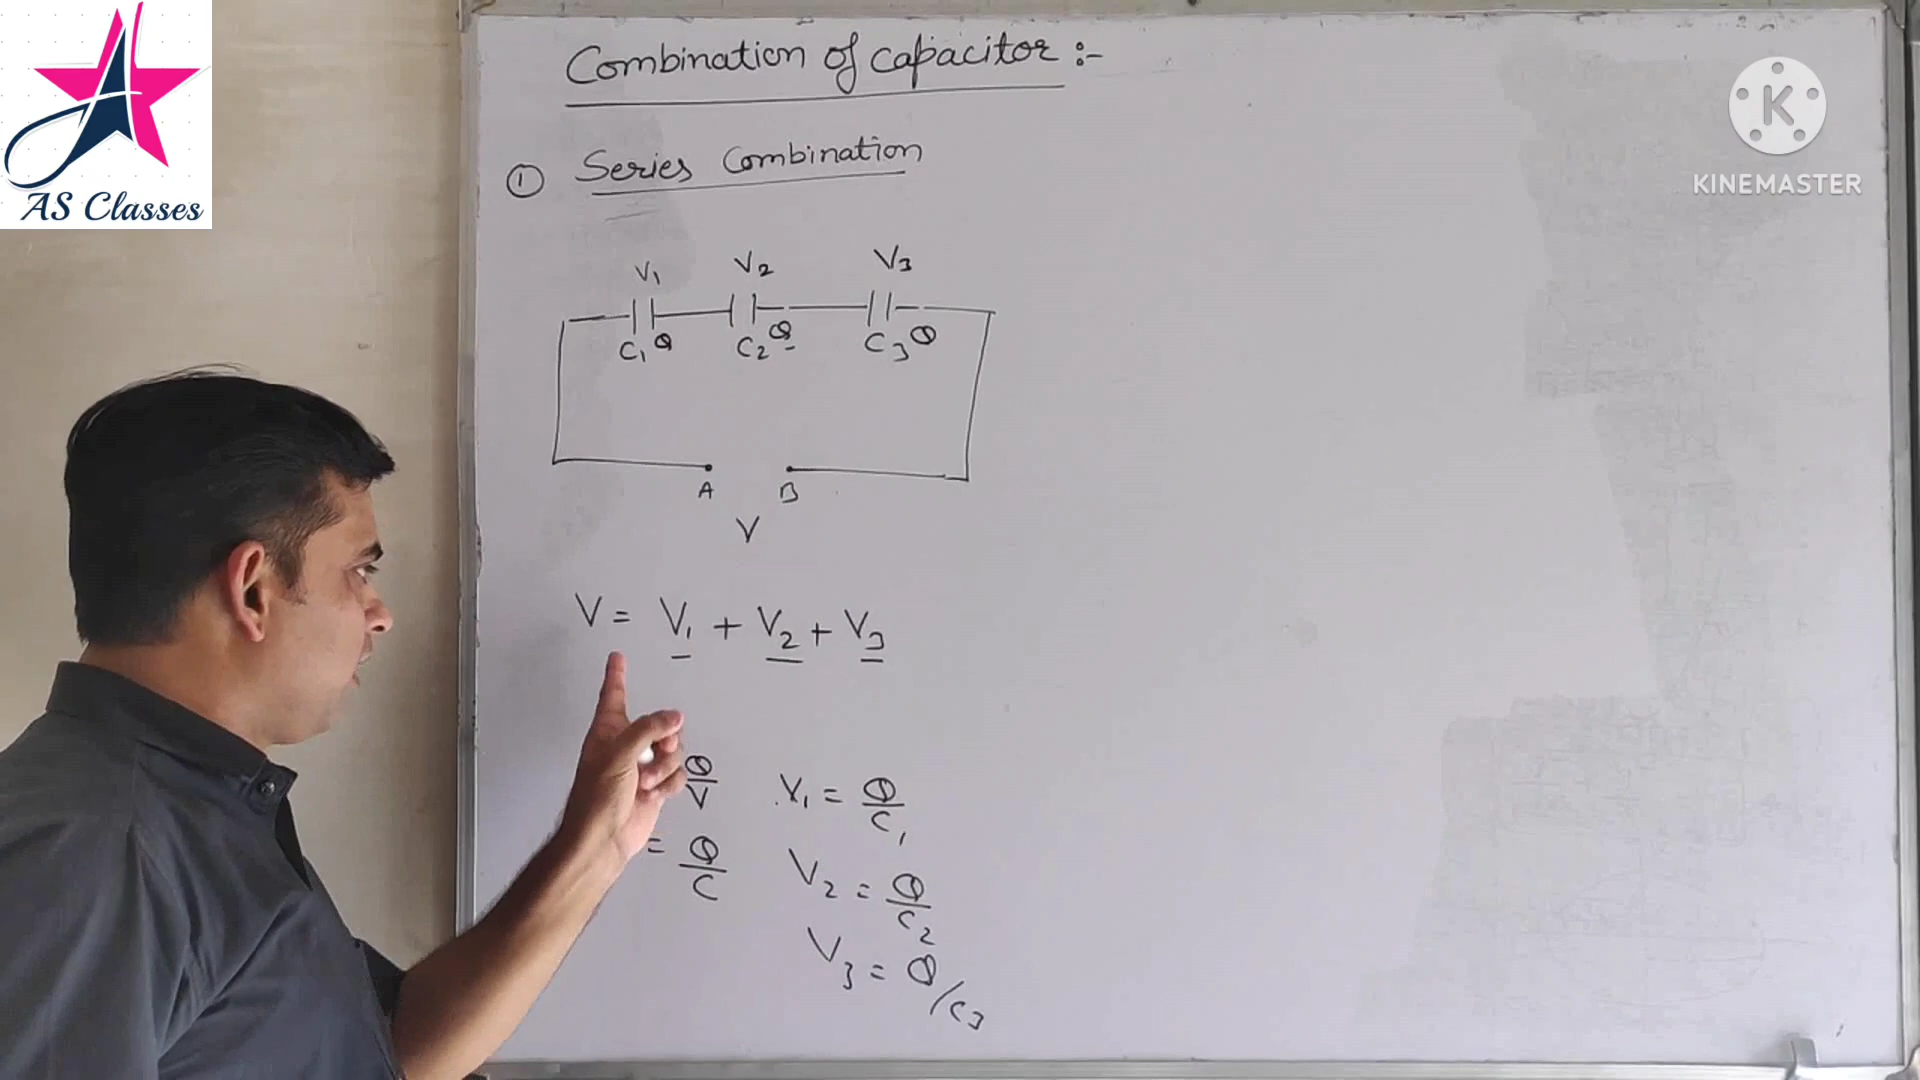 AS Classes
KINEMASTER
Combination of capacitor :-
① Series Combination
V₁ V₂ V₃
C₁ Q C₂ Q C₃ Q
A B
V
V = V₁ + V₂ + V₃
Q/V V₁ = Q/C₁
= Q/C V₂ = Q/C₂
V₃ = Q/C₃